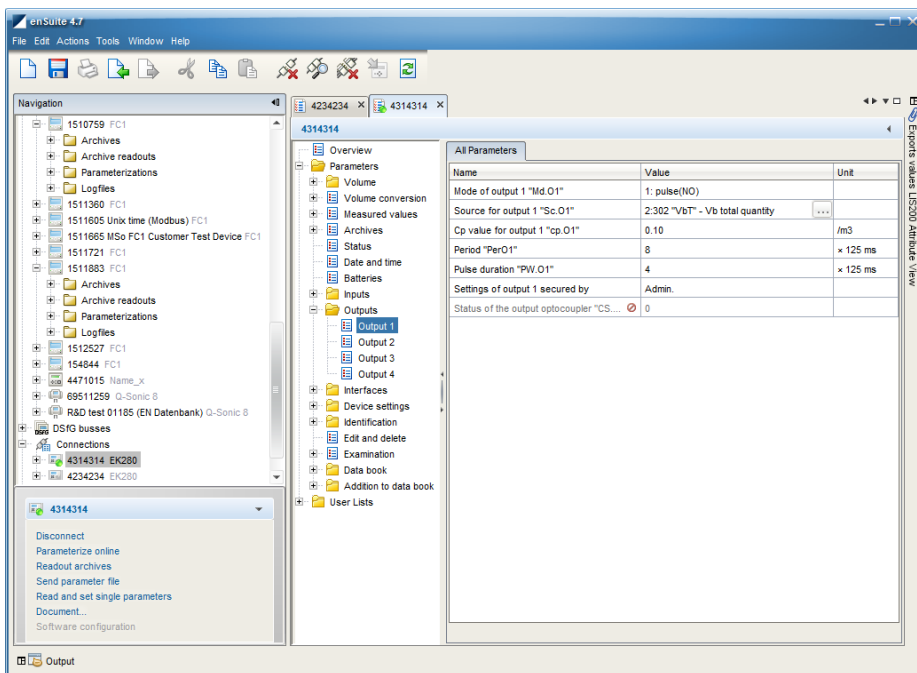 enSuite 4.7
File Edit Actions Tools Window Help
Navigation
1510759 FC1
Archives
Archive readouts
Parameterizations
Logfiles
1511360 FC1
1511605 Unix time (Modbus) FC1
1511665 MSo FC1 Customer Test Device FC1
1511721 FC1
1511883 FC1
Archives
Archive readouts
Parameterizations
Logfiles
1512527 FC1
154844 FC1
4471015 Name_x
69511259 Q-Sonic 8
R&D test 01185 (EN Datenbank) Q-Sonic 8
DSfG busses
Connections
4314314 EK280
4234234 EK280
4314314
Disconnect
Parameterize online
Readout archives
Send parameter file
Read and set single parameters
Document...
Software configuration
4234234 4314314
4314314
Overview
Parameters
Volume
Volume conversion
Measured values
Archives
Status
Date and time
Batteries
Inputs
Outputs
Output 1
Output 2
Output 3
Output 4
Interfaces
Device settings
Identification
Edit and delete
Examination
Data book
Addition to data book
User Lists
All Parameters
Name Value Unit
Mode of output 1 "Md.O1" 1: pulse(NO)
Source for output 1 "Sc.O1" 2:302 "VbT" - Vb total quantity ...
Cp value for output 1 "cp.O1" 0.10 /m3
Period "PerO1" 8 × 125 ms
Pulse duration "PW.O1" 4 × 125 ms
Settings of output 1 secured by Admin.
Status of the output optocoupler "CS.... 0
Exports values LIS200 Attribute View
Output